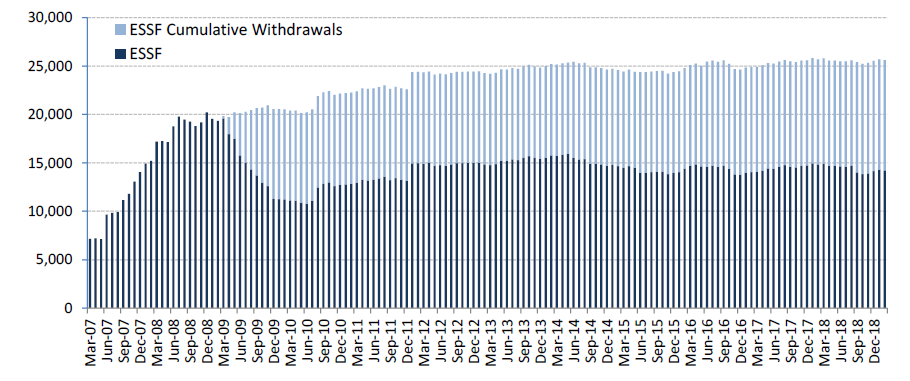 30,000
25,000
20,000
15,000
10,000
5,000
0
ESSF Cumulative Withdrawals
ESSF
Mar-07
Jun-07
Sep-07
Dec-07
Mar-08
Jun-08
Sep-08
Dec-08
Mar-09
Jun-09
Sep-09
Dec-09
Mar-10
Jun-10
Sep-10
Dec-10
Mar-11
Jun-11
Sep-11
Dec-11
Mar-12
Jun-12
Sep-12
Dec-12
Mar-13
Jun-13
Sep-13
Dec-13
Mar-14
Jun-14
Sep-14
Dec-14
Mar-15
Jun-15
Sep-15
Dec-15
Mar-16
Jun-16
Sep-16
Dec-16
Mar-17
Jun-17
Sep-17
Dec-17
Mar-18
Jun-18
Sep-18
Dec-18